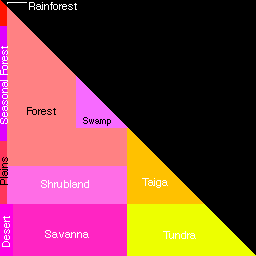 Rainforest
Seasonal Forest
Forest
Swamp
Plains
Shrubland
Taiga
Desert
Savanna
Tundra